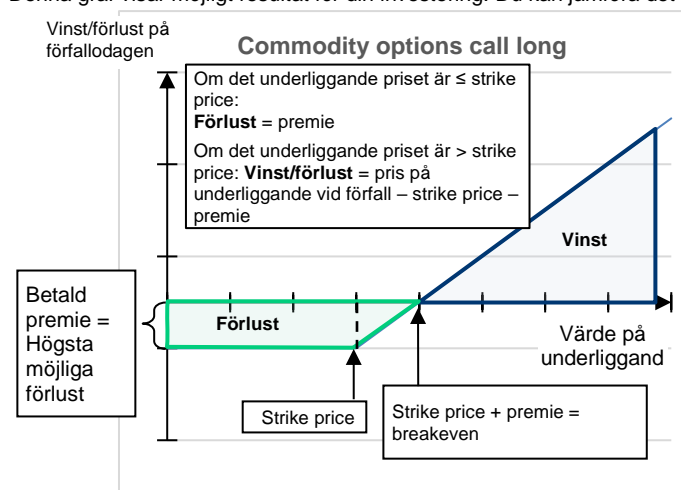 Vinst/förlust på
förfallodagen
Commodity options call long
Om det underliggande priset är ≤ strike
price:
Förlust = premie
Om det underliggande priset är > strike
price: Vinst/förlust = pris på
underliggande vid förfall – strike price –
premie
Vinst
Betald
premie =
Högsta
möjliga
förlust
Förlust
Värde på
underliggand
Strike price
Strike price + premie =
breakeven